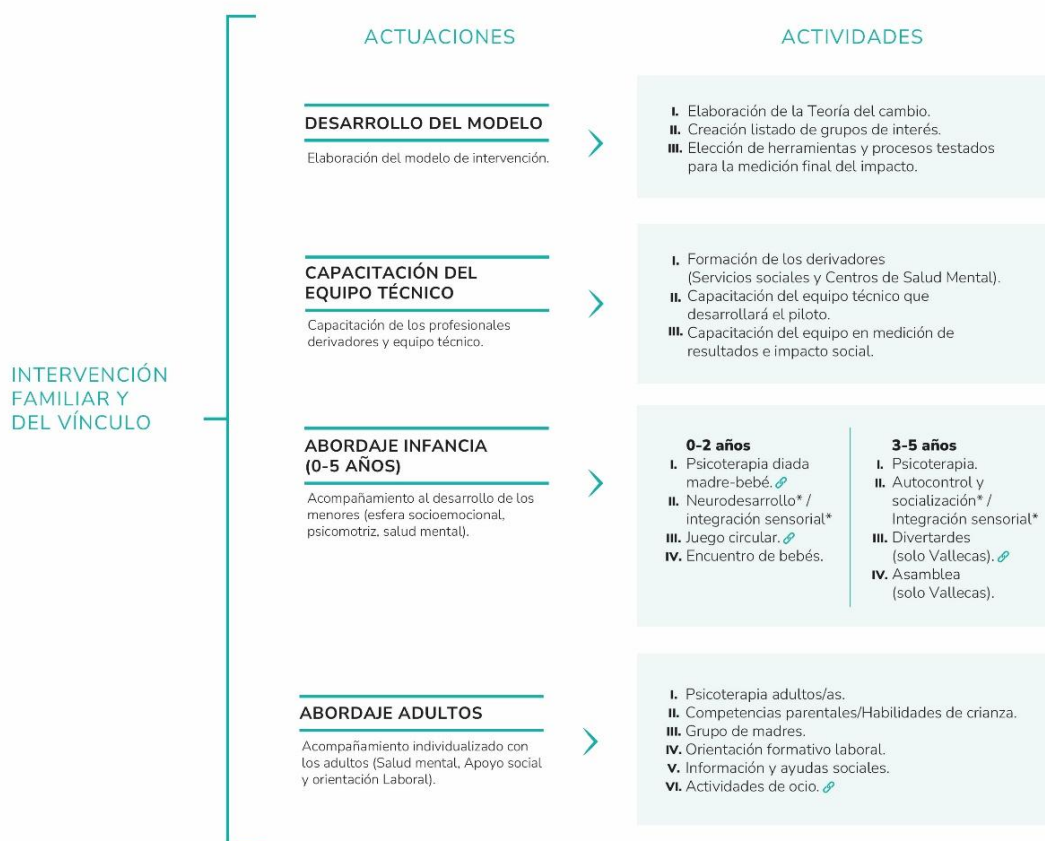 ACTUACIONES
ACTIVIDADES
INTERVENCIÓN
FAMILIAR Y
DEL VÍNCULO
DESARROLLO DEL MODELO
Elaboración del modelo de intervención.
I. Elaboración de la Teoría del cambio.
II. Creación listado de grupos de interés.
III. Elección de herramientas y procesos testados
para la medición final del impacto.
CAPACITACIÓN DEL
EQUIPO TÉCNICO
Capacitación de los profesionales
derivadores y equipo técnico.
I. Formación de los derivadores
(Servicios sociales y Centros de Salud Mental).
II. Capacitación del equipo técnico que
desarrollará el piloto.
III. Capacitación del equipo en medición de
resultados e impacto social.
ABORDAJE INFANCIA
(0-5 AÑOS)
Acompañamiento al desarrollo de los
menores (esfera socioemocional,
psicomotriz, salud mental).
0-2 años
I. Psicoterapia diada
madre-bebé.
II. Neurodesarrollo* /
integración sensorial*
III. Juego circular.
IV. Encuentro de bebés.
3-5 años
I. Psicoterapia.
II. Autocontrol y
socialización* /
Integración sensorial*
III. Divertardes
(solo Vallecas).
IV. Asamblea
(solo Vallecas).
ABORDAJE ADULTOS
Acompañamiento individualizado con
los adultos (Salud mental, Apoyo social
y orientación Laboral).
I. Psicoterapia adultos/as.
II. Competencias parentales/Habilidades de crianza.
III. Grupo de madres.
IV. Orientación formativo laboral.
V. Información y ayudas sociales.
VI. Actividades de ocio.